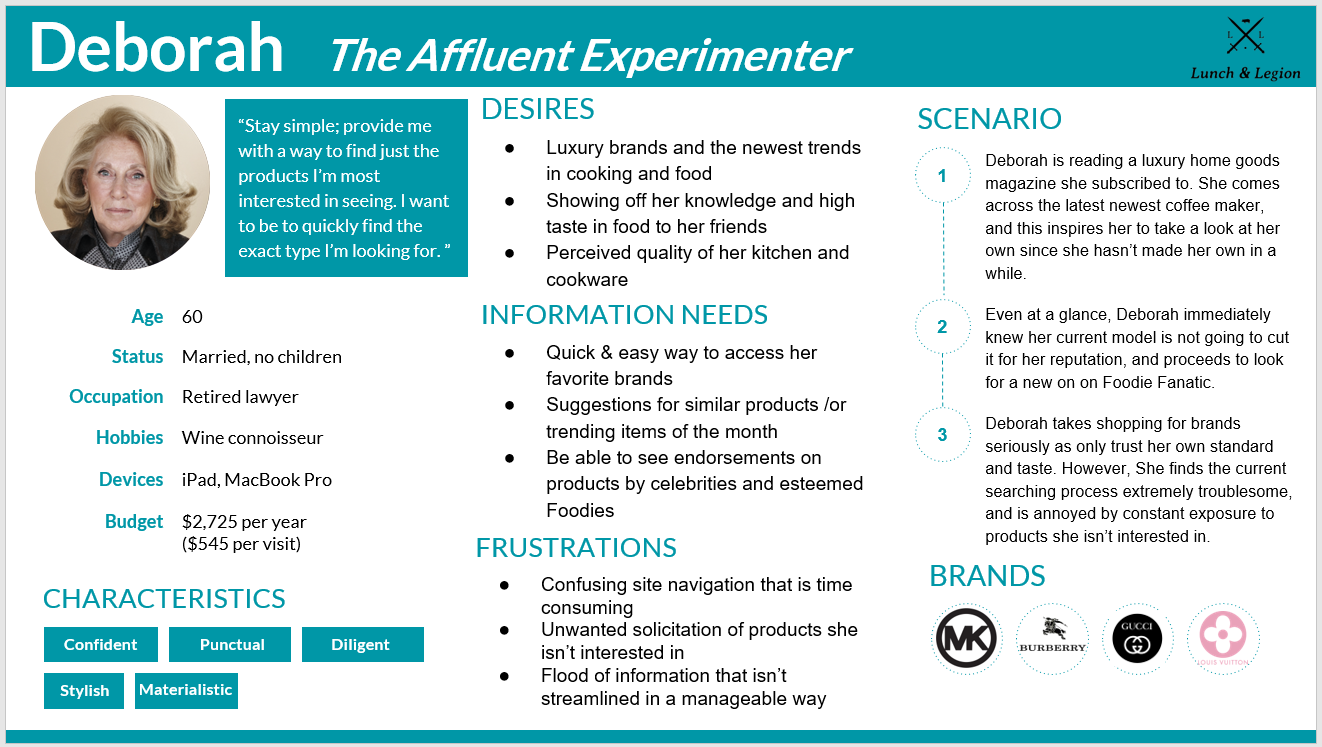 Deborah
The Affluent Experimenter
L L
Lunch & Legion
“Stay simple; provide me
with a way to find just the
products I’m most
interested in seeing. I want
to be to quickly find the
exact type I’m looking for. ”
Age 60
Status Married, no children
Occupation Retired lawyer
Hobbies Wine connoisseur
Devices iPad, MacBook Pro
Budget $2,725 per year
($545 per visit)
CHARACTERISTICS
Confident Punctual Diligent
Stylish Materialistic
DESIRES
● Luxury brands and the newest trends
in cooking and food
● Showing off her knowledge and high
taste in food to her friends
● Perceived quality of her kitchen and
cookware
INFORMATION NEEDS
● Quick & easy way to access her
favorite brands
● Suggestions for similar products /or
trending items of the month
● Be able to see endorsements on
products by celebrities and esteemed
Foodies
FRUSTRATIONS
● Confusing site navigation that is time
consuming
● Unwanted solicitation of products she
isn’t interested in
● Flood of information that isn’t
streamlined in a manageable way
SCENARIO
1
Deborah is reading a luxury home goods
magazine she subscribed to. She comes
across the latest newest coffee maker,
and this inspires her to take a look at her
own since she hasn’t made her own in a
while.
2
Even at a glance, Deborah immediately
knew her current model is not going to cut
it for her reputation, and proceeds to look
for a new on on Foodie Fanatic.
3
Deborah takes shopping for brands
seriously as only trust her own standard
and taste. However, She finds the current
searching process extremely troublesome,
and is annoyed by constant exposure to
products she isn’t interested in.
BRANDS
MK
BURBERRY
GUCCI
LOUIS VUITTON